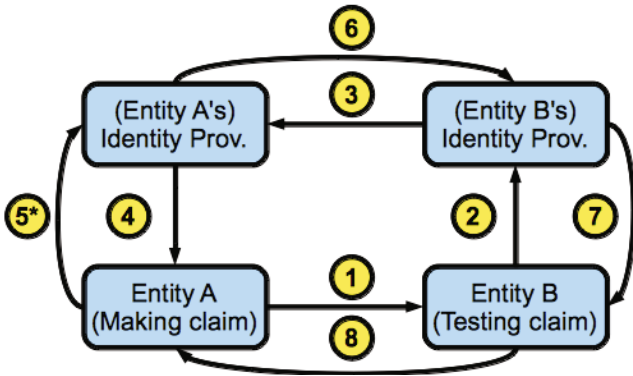 6
(Entity A's)
Identity Prov.
3
(Entity B's)
Identity Prov.
5*
4
2
7
Entity A
(Making claim)
1
8
Entity B
(Testing claim)